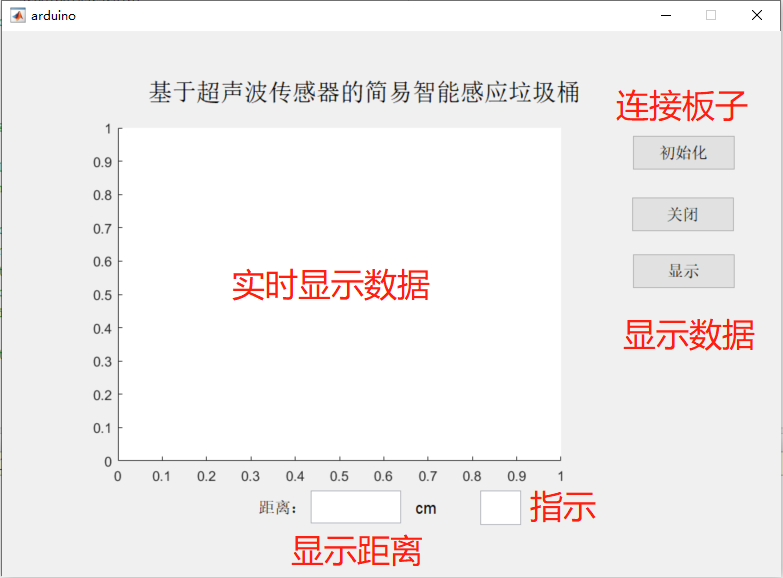 arduino
基于超声波传感器的简易智能感应垃圾桶
连接板子
初始化
关闭
显示
显示数据
实时显示数据
1
0.9
0.8
0.7
0.6
0.5
0.4
0.3
0.2
0.1
0
0 0.1 0.2 0.3 0.4 0.5 0.6 0.7 0.8 0.9 1
距离： cm 指示
显示距离